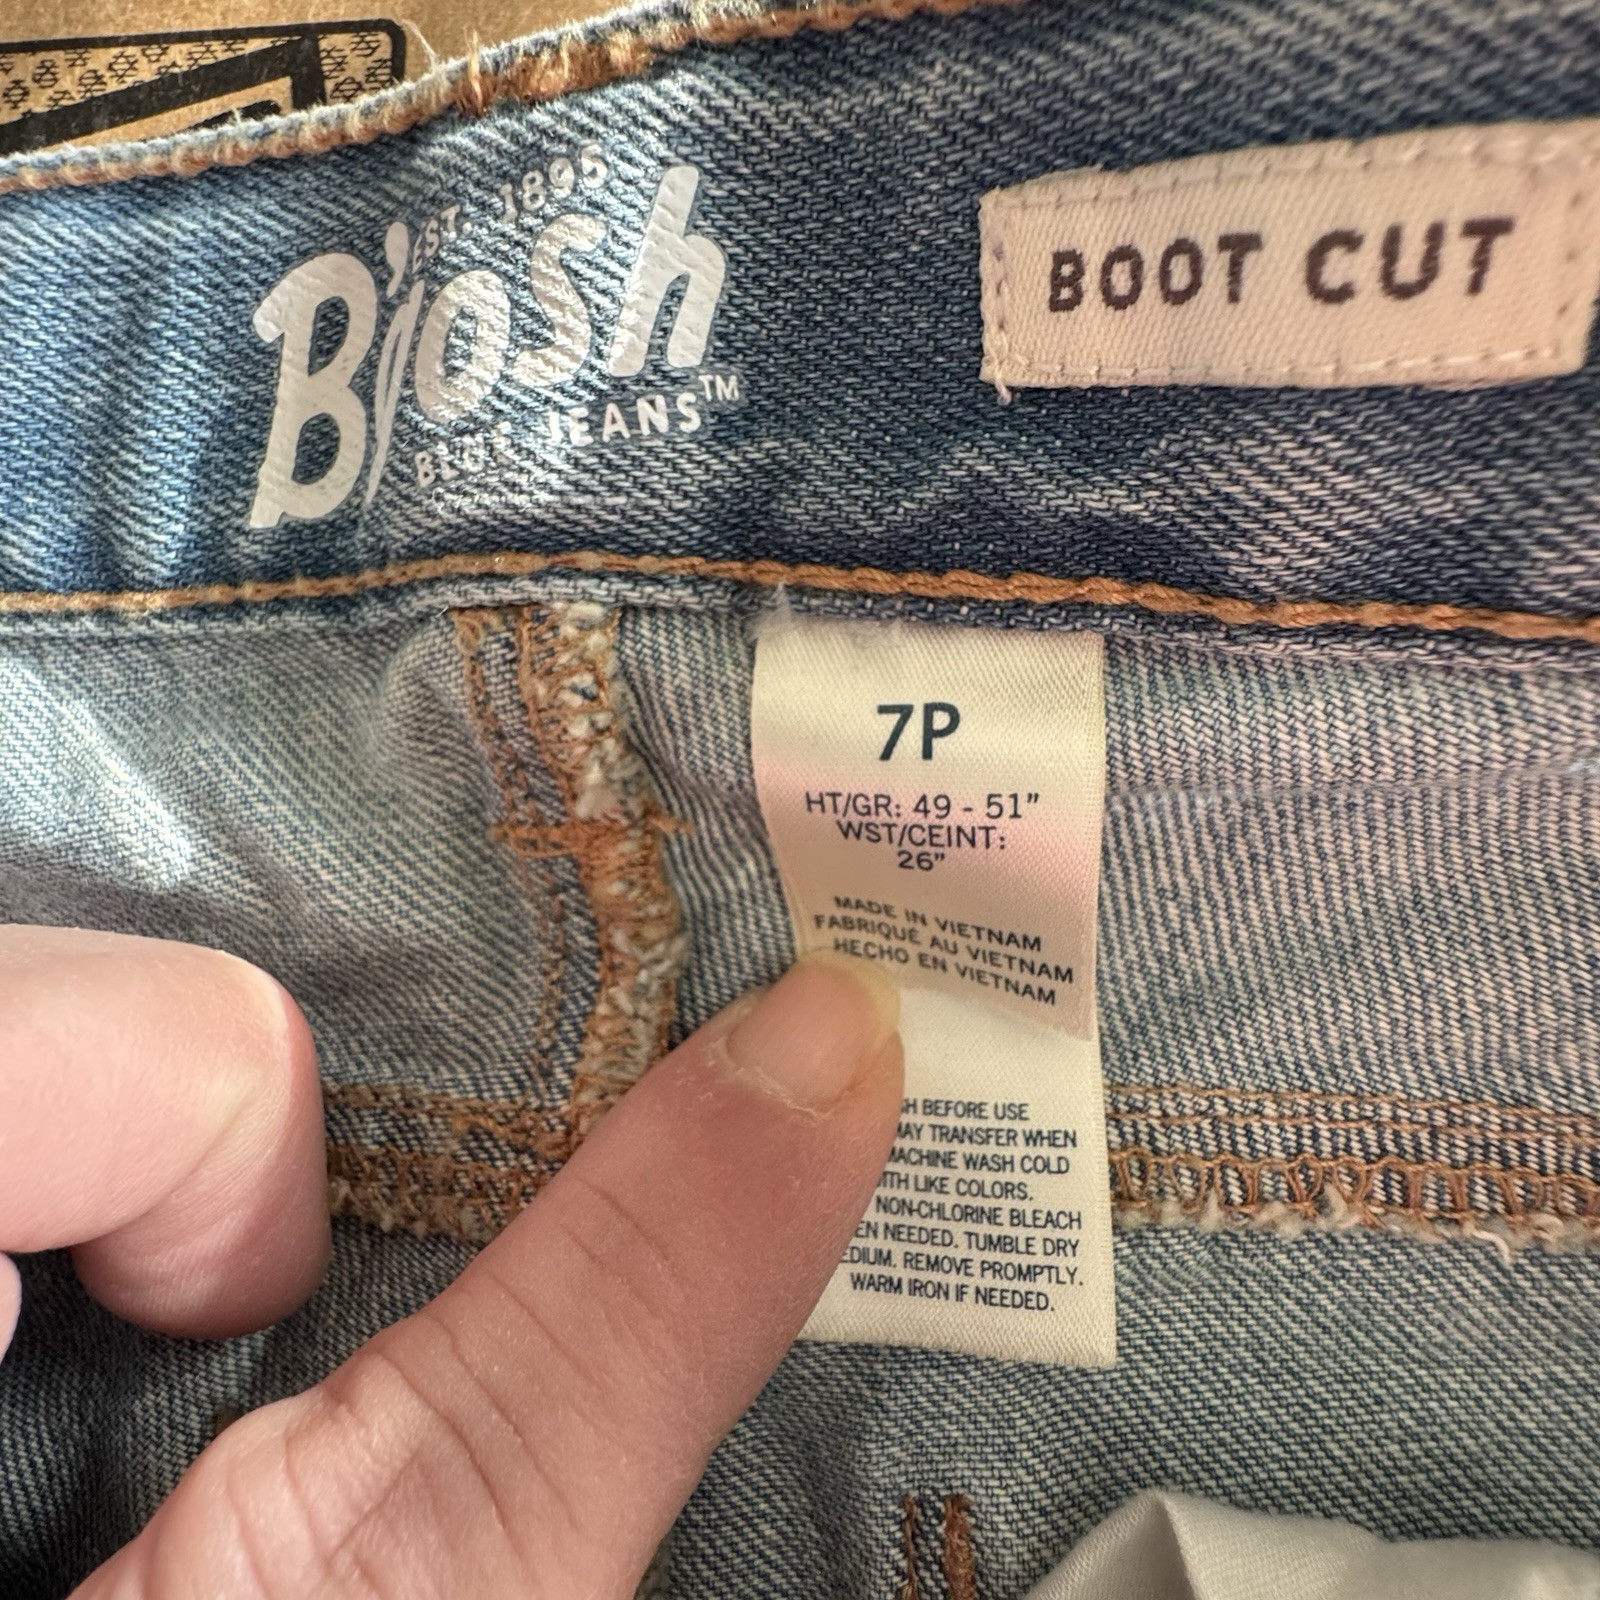 EST. 1895
B'gosh
BLUE JEANS™
BOOT CUT
7P
HT/GR: 49 - 51"
WST/CEINT:
26"
MADE IN VIETNAM
FABRIQUÉ AU VIETNAM
HECHO EN VIETNAM
BEFORE USE
TRANSFER WHEN
MACHINE WASH COLD
LIKE COLORS.
NON-CHLORINE BLEACH
NEEDED. TUMBLE DRY
REMOVE PROMPTLY.
WARM IRON IF NEEDED.